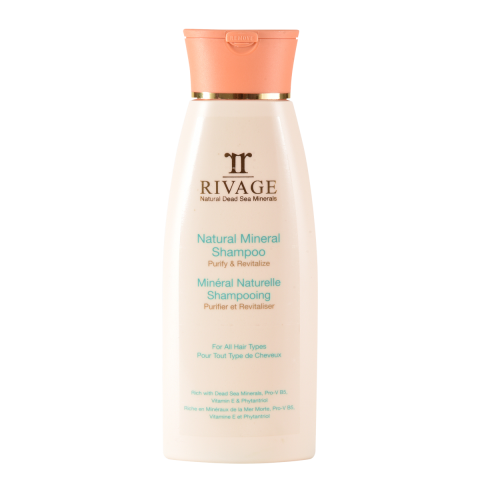 RIVAGE
Natural Dead Sea Minerals
Natural Mineral
Shampoo
Purify & Revitalize
Minéral Naturelle
Shampooing
Purifier et Revitaliser
For All Hair Types
Pour Tout Type de Cheveux
Rich with Dead Sea Minerals, Pro-V B5,
Vitamin E & Phytantriol
Riche en Minéraux de la Mer Morte, Pro-V B5,
Vitamine E et Phytantriol